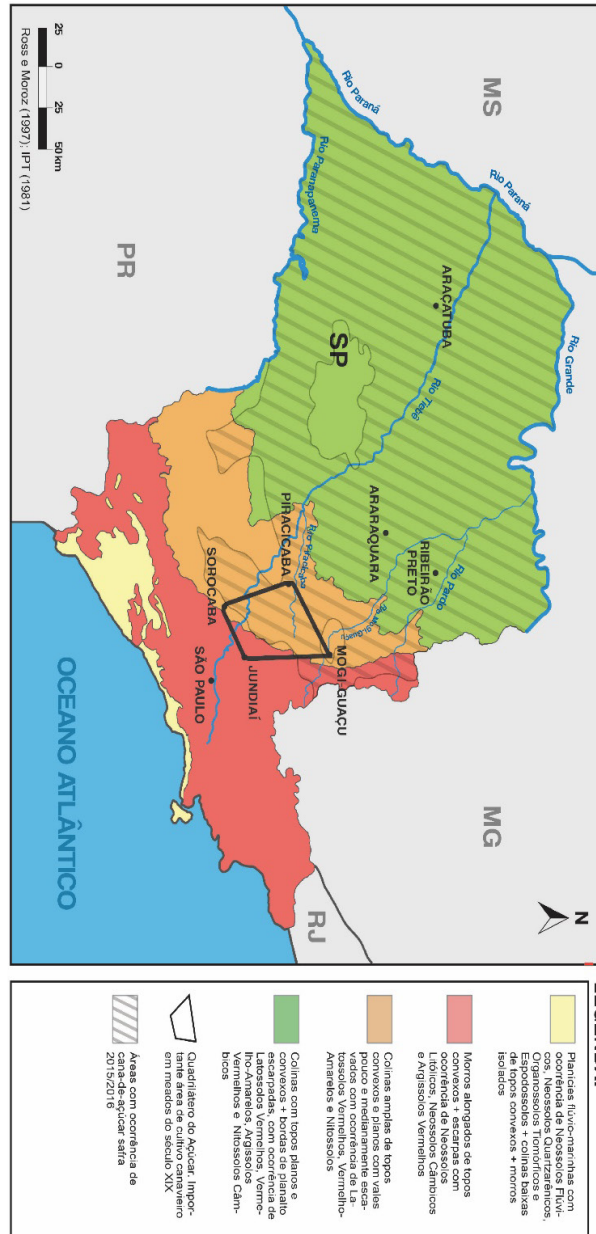 MS
MG
PR
RJ
SP
N
Rio Grande
Rio Paraná
Rio Paraná
Rio Paranapanema
Rio Tietê
Rio Pardo
Rio Mogi-Guaçu
Rio Piracicaba
ARAÇATUBA
RIBEIRÃO
PRETO
ARARAQUARA
PIRACICABA
MOGI-GUAÇU
JUNDIAÍ
SOROCABA
SÃO PAULO
OCEANO ATLÂNTICO
25 0 25 50 km
Ross e Moroz (1997); IPT (1981)
Planícies flúvio-marinhas com
ocorrência de Neossolos Flúvi-
cos, Neossolos Quartzarênicos,
Organossolos Tiomórficos e
Espodossolos + colinas baixas
de topos convexos + morros
isolados
Morros alongados de topos
convexos + escarpas com
ocorrência de Neossolos
Litólicos, Neossolos Câmbicos
e Argissolos Vermelhos
Colinas amplas de topos
convexos e planos com vales
pouco e medianamente esca-
vados com ocorrência de La-
tossolos Vermelhos, Vermelho-
Amarelos e Nitossolos
Colinas com topos planos e
convexos + bordas de planalto
escarpadas, com ocorrência de
Latossolos Vermelhos, Verme-
lho-Amarelos, Argissolos
Vermelhos e Nitossolos Câm-
bicos
Quadrilátero do Açúcar, Impor-
tante área de cultivo canavieiro
em meados do século XIX
Áreas com ocorrência de
cana-de-açúcar safra
2015/2016